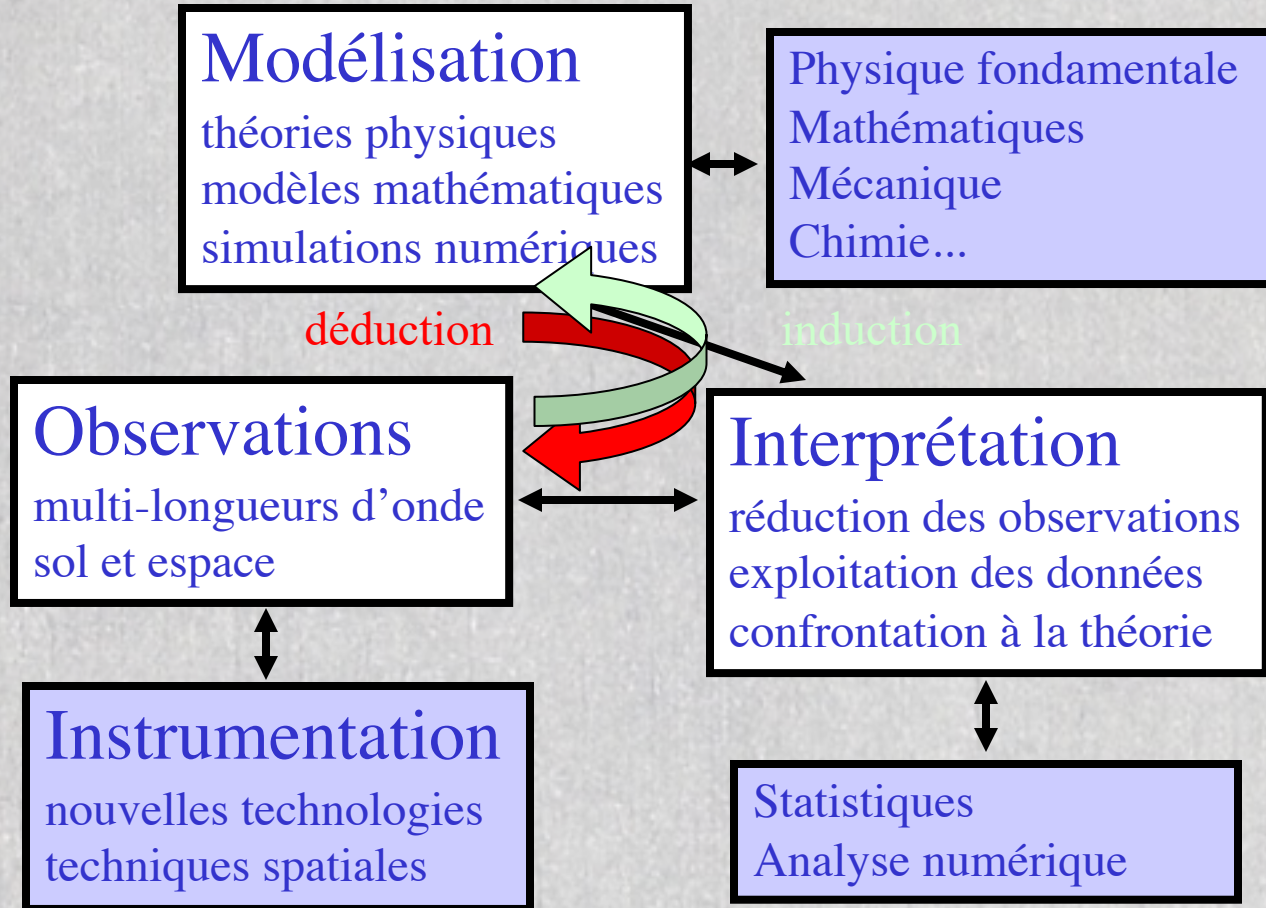 Modélisation
théories physiques
modèles mathématiques
simulations numériques
Physique fondamentale
Mathématiques
Mécanique
Chimie...
déduction
induction
Observations
multi-longueurs d’onde
sol et espace
Interprétation
réduction des observations
exploitation des données
confrontation à la théorie
Instrumentation
nouvelles technologies
techniques spatiales
Statistiques
Analyse numérique